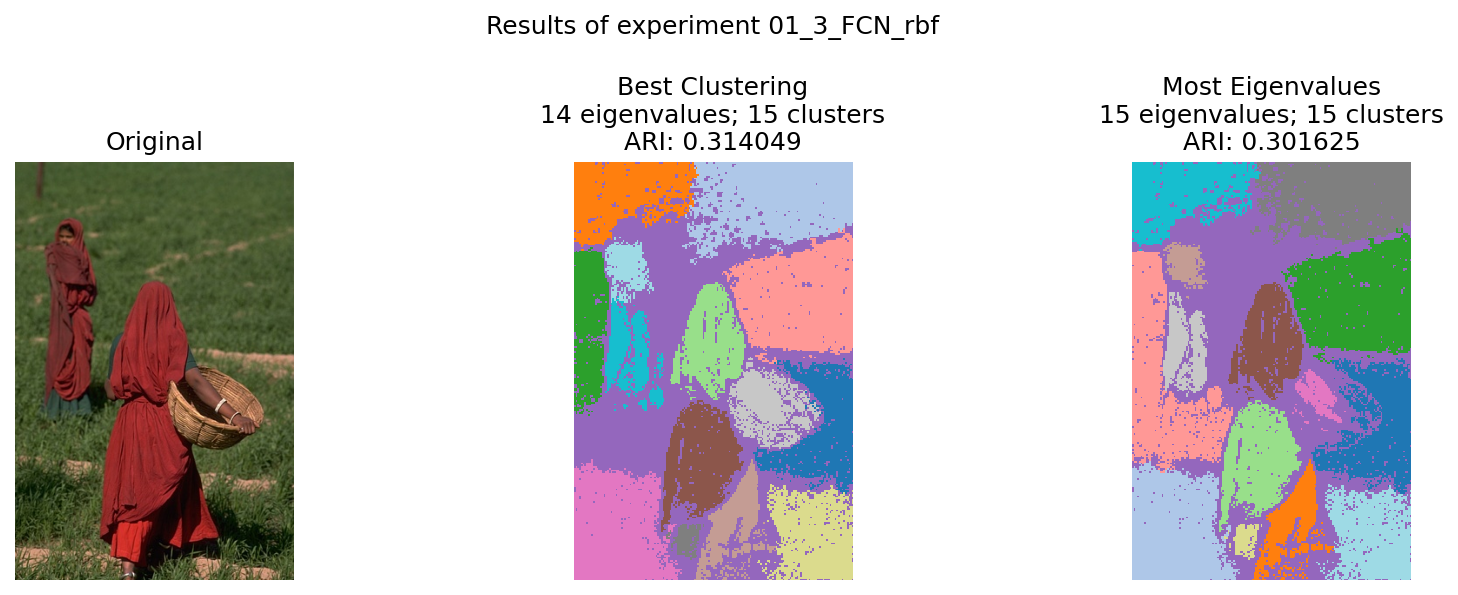 Results of experiment 01_3_FCN_rbf
Original
Best Clustering
14 eigenvalues; 15 clusters
ARI: 0.314049
Most Eigenvalues
15 eigenvalues; 15 clusters
ARI: 0.301625